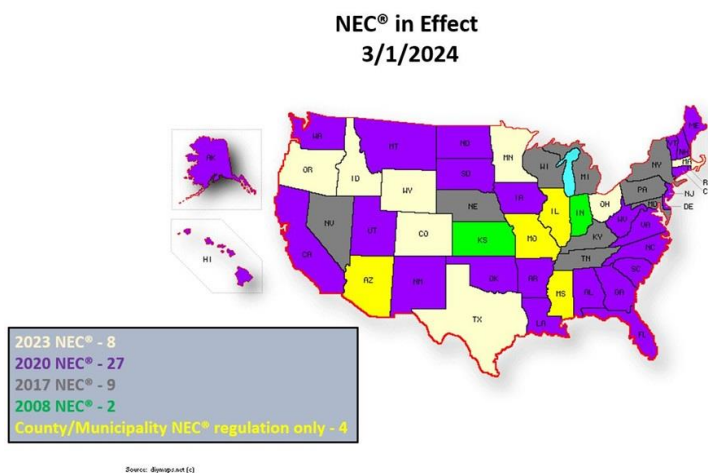 NEC® in Effect
3/1/2024
AK
HI
WA
MT
ND
MN
OR
ID
SD
WI
MI
WY
NE
IA
NV
UT
CO
KS
MO
IL
IN
OH
KY
WV
VA
PA
NY
VT
NH
ME
MA
R
C
NJ
DE
MD
CA
AZ
NM
OK
AR
TN
NC
SC
TX
LA
MS
AL
GA
FL
2023 NEC® - 8
2020 NEC® - 27
2017 NEC® - 9
2008 NEC® - 2
County/Municipality NEC® regulation only - 4
Source: diymaps.net (c)